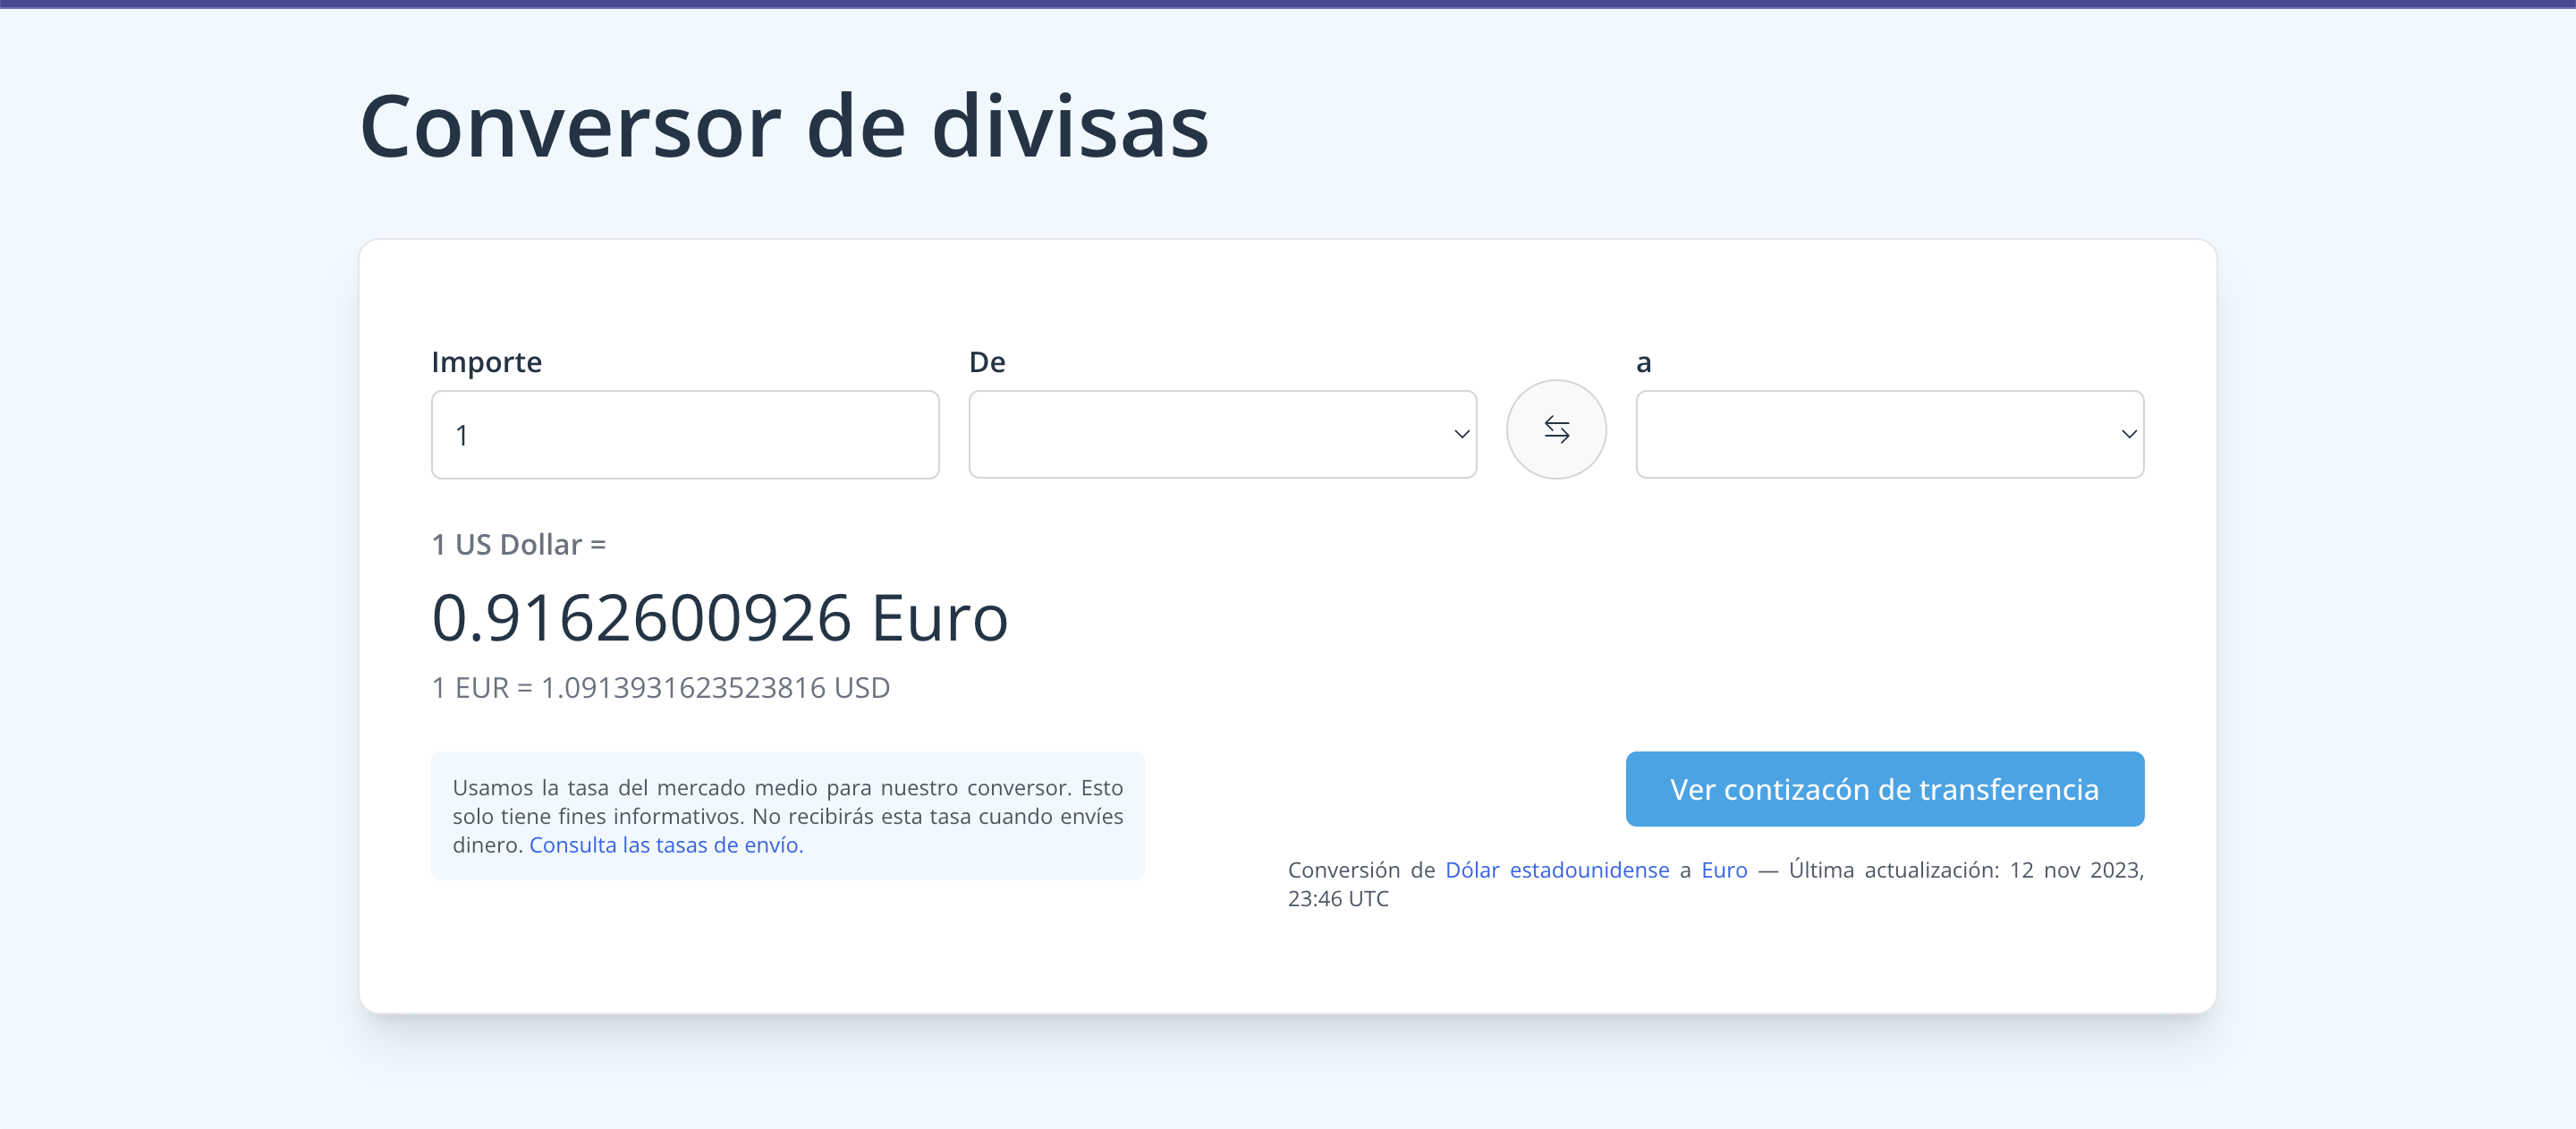 Conversor de divisas
Importe
De
a
1
1 US Dollar =
0.9162600926 Euro
1 EUR = 1.0913931623523816 USD
Usamos la tasa del mercado medio para nuestro conversor. Esto
solo tiene fines informativos. No recibirás esta tasa cuando envíes
dinero. Consulta las tasas de envío.
Ver contizacón de transferencia
Conversión de Dólar estadounidense a Euro — Última actualización: 12 nov 2023,
23:46 UTC